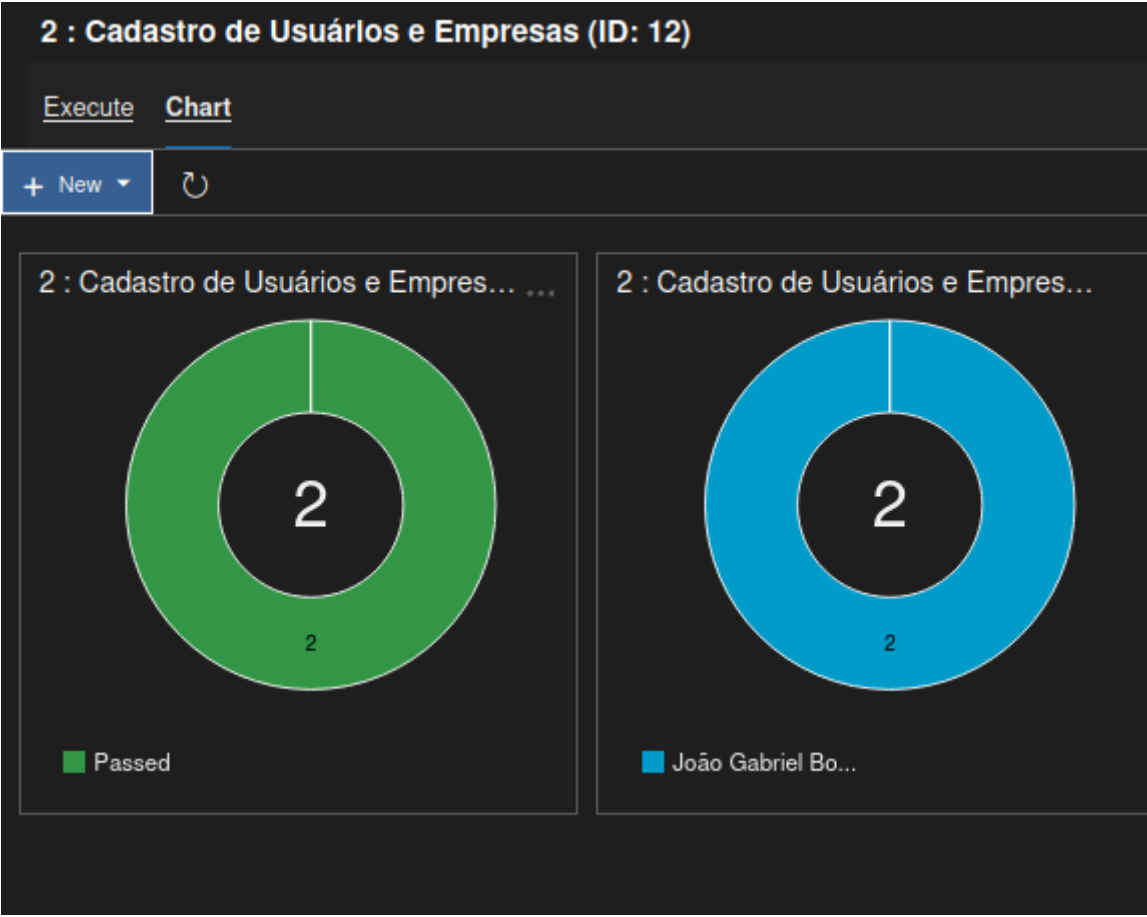 2 : Cadastro de Usuários e Empresas (ID: 12)
Execute Chart
+ New
2 : Cadastro de Usuários e Empres... ...
2
2
Passed
2 : Cadastro de Usuários e Empres...
2
2
João Gabriel Bo...